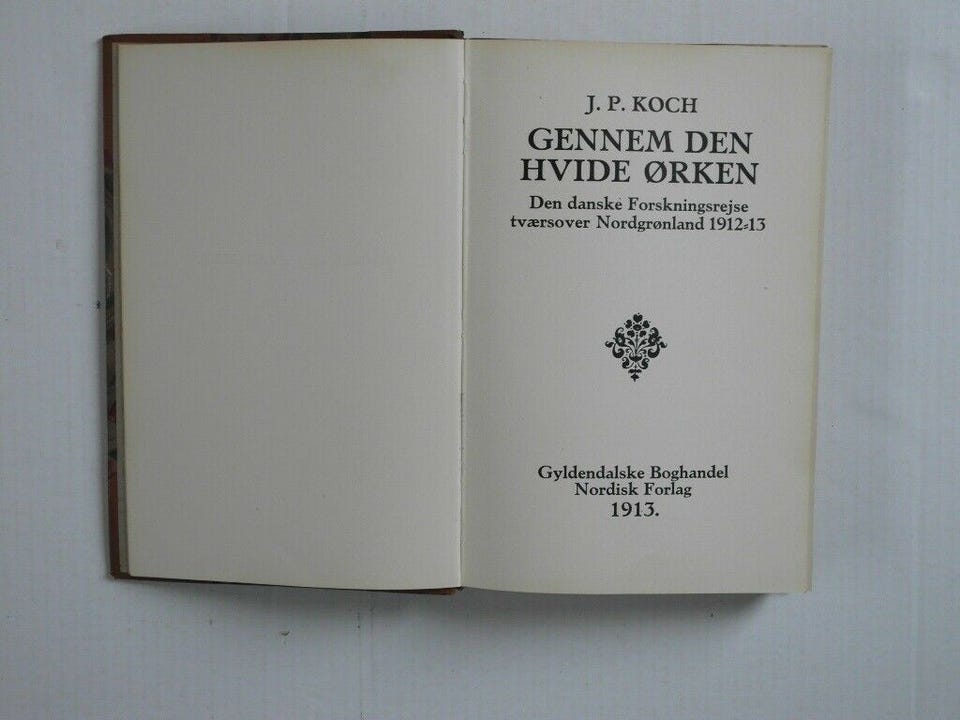 J. P. KOCH
GENNEM DEN
HVIDE ØRKEN
Den danske Forskningsrejse
tværsover Nordgrønland 1912-13
Gyldendalske Boghandel
Nordisk Forlag
1913.